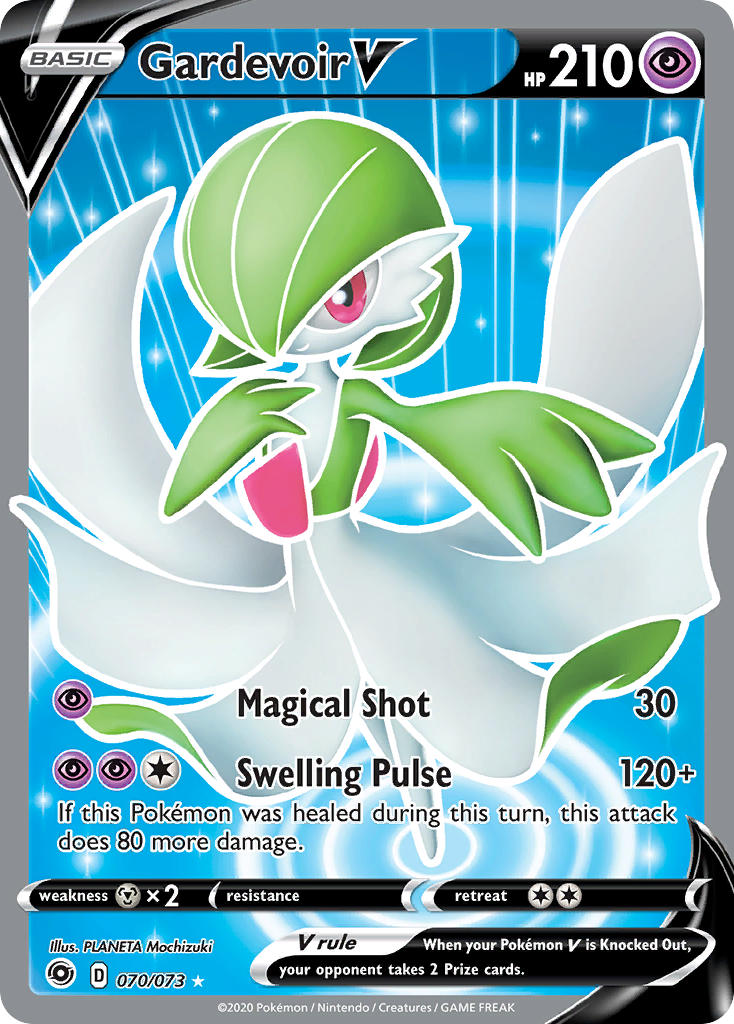 BASIC Gardevoir V HP 210
Magical Shot 30
Swelling Pulse 120+
If this Pokémon was healed during this turn, this attack
does 80 more damage.
weakness ×2 resistance retreat
Illus. PLANETA Mochizuki
V rule When your Pokémon V is Knocked Out,
your opponent takes 2 Prize cards.
D 070/073
©2020 Pokémon / Nintendo / Creatures / GAME FREAK